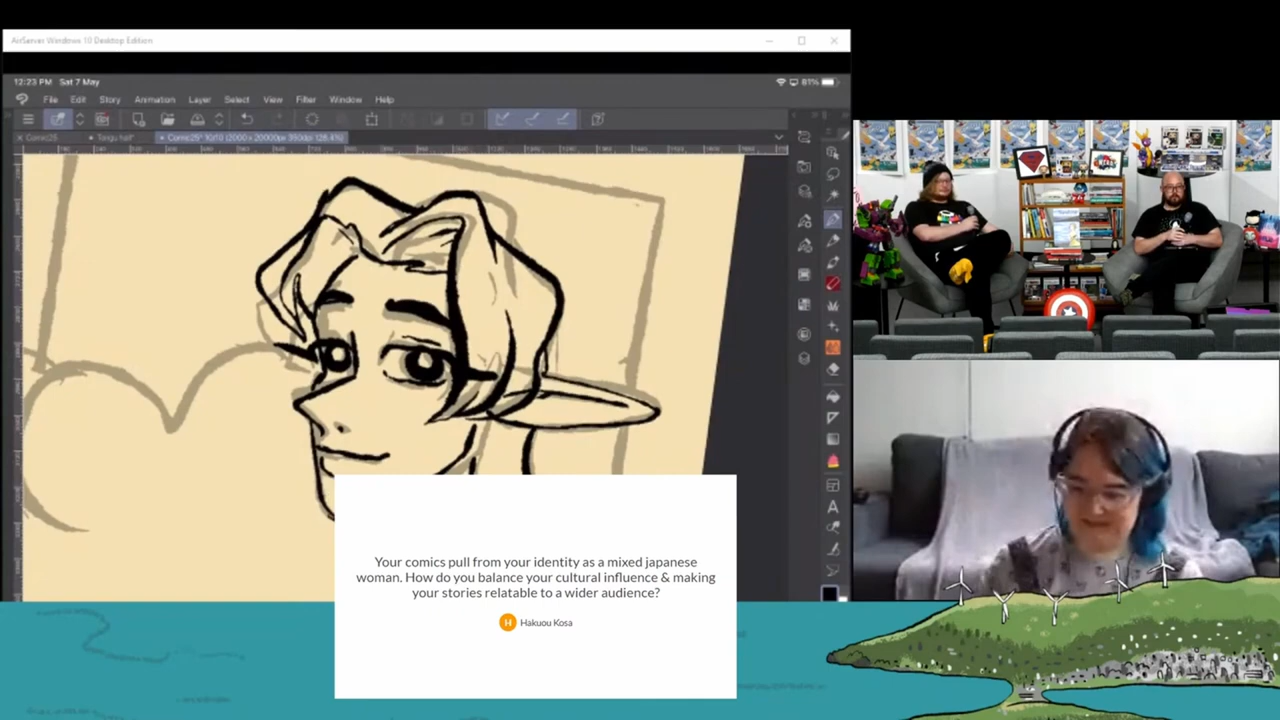 AirServer Windows 10 Desktop Edition
12:23 PM Sat 7 May
81%
File Edit Story Animation Layer Select View Filter Window Help
Your comics pull from your identity as a mixed japanese
woman. How do you balance your cultural influence & making
your stories relatable to a wider audience?
H Hakuou Kosa